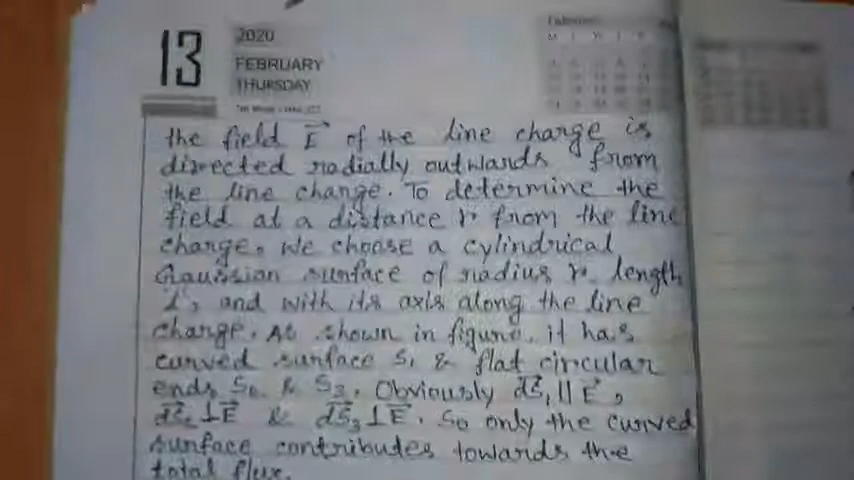 13
2020
FEBRUARY
THURSDAY
February
the field E⃗ of the line charge is
directed radially outwards from
the line charge. To determine the
field at a distance r from the line
charge. We choose a cylindrical
Gaussian surface of radius r, length
l, and with its axis along the line
charge. As shown in figure, it has
curved surface S₁ & flat circular
ends S₂ & S₃. Obviously dS⃗₁ || E⃗,
dS⃗₂ ⊥ E⃗ & dS⃗₃ ⊥ E⃗. So only the curved
surface contributes towards the
total flux.